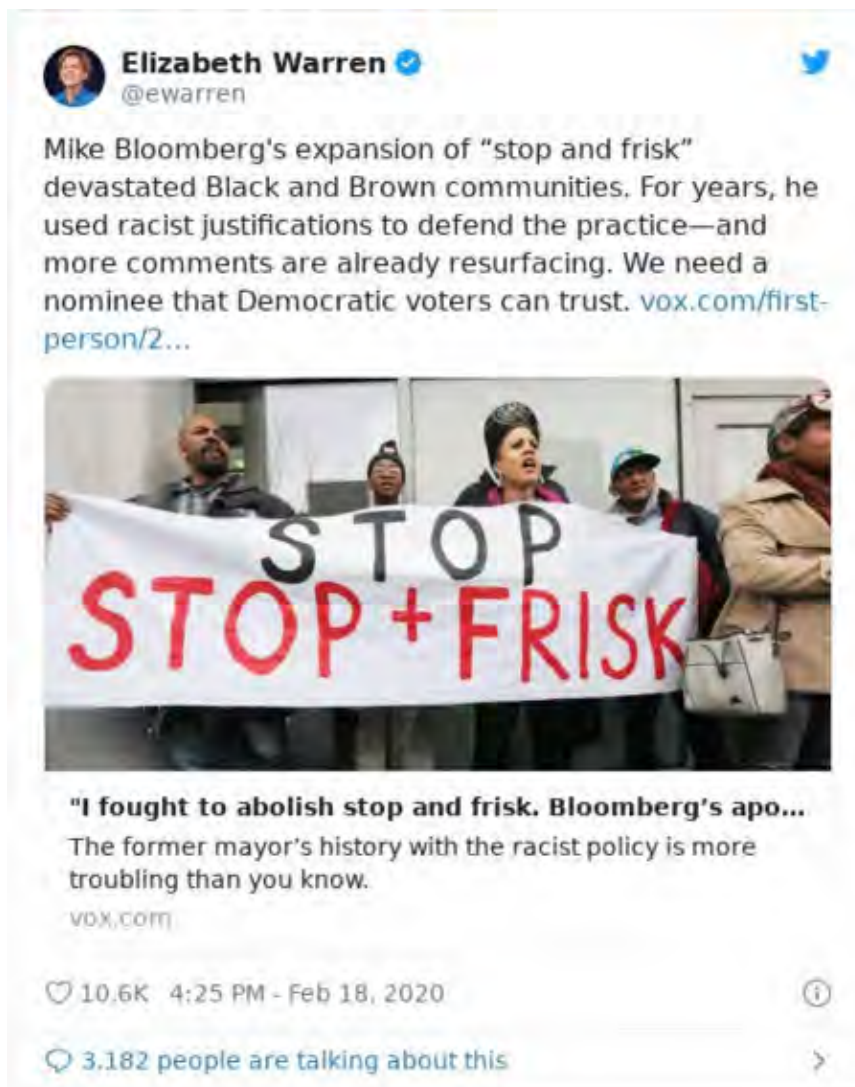 Elizabeth Warren
@ewarren
Mike Bloomberg's expansion of “stop and frisk”
devastated Black and Brown communities. For years, he
used racist justifications to defend the practice—and
more comments are already resurfacing. We need a
nominee that Democratic voters can trust. vox.com/first-
person/2...
STOP
STOP + FRISK
"I fought to abolish stop and frisk. Bloomberg’s apo...
The former mayor’s history with the racist policy is more
troubling than you know.
vox.com
10.6K 4:25 PM - Feb 18, 2020
3.182 people are talking about this